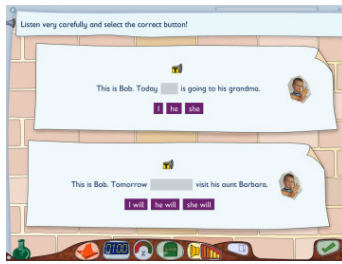 Listen very carefully and select the correct button!
This is Bob. Today is going to his grandma.
I he she
This is Bob. Tomorrow visit his aunt Barbara.
I will he will she will
0100